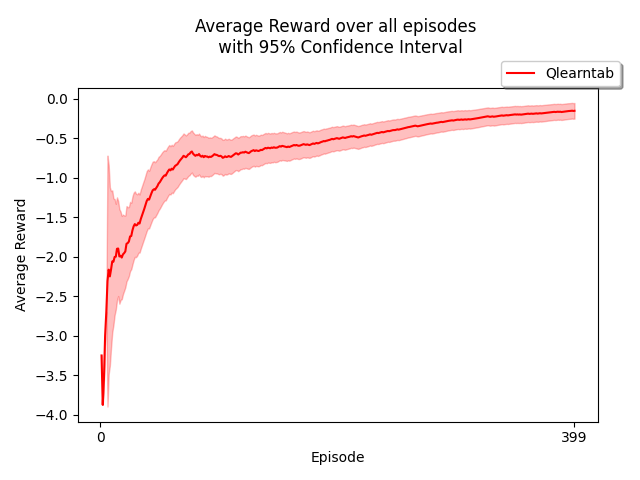 Average Reward over all episodes
with 95% Confidence Interval
Qlearntab
0.0
−0.5
−1.0
−1.5
−2.0
−2.5
−3.0
−3.5
−4.0
Average Reward
0
399
Episode